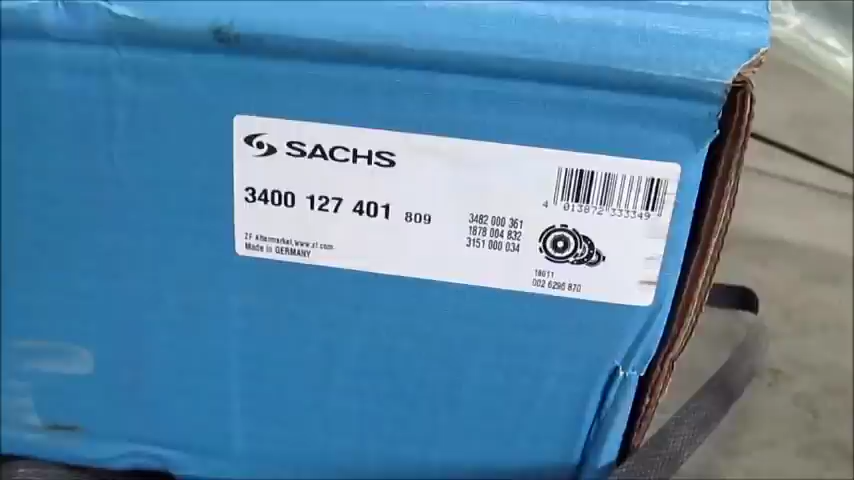 SACHS
3400 127 401 809
ZF Aftermarket, www.zf.com
Made in GERMANY
3482 000 361
1878 004 832
3151 000 034
4 013872 333349
18011
002 6296 870